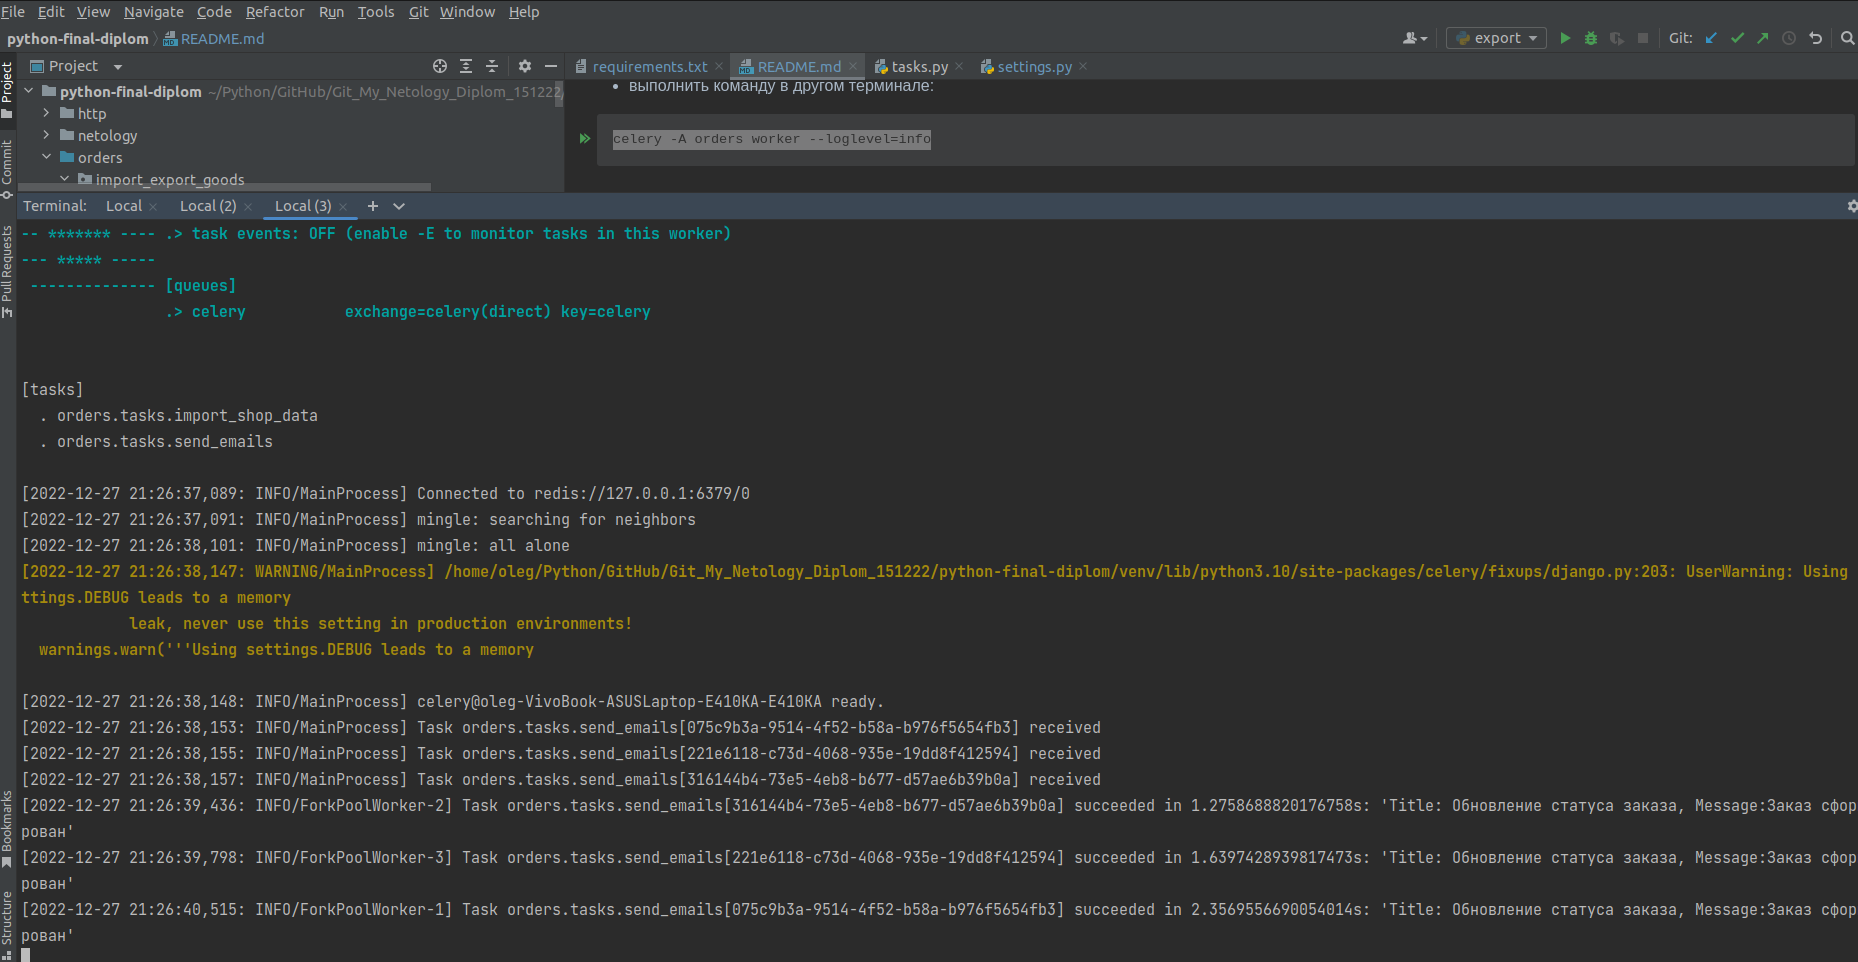 File Edit View Navigate Code Refactor Run Tools Git Window Help
python-final-diplom README.md export Git:
Project requirements.txt README.md tasks.py settings.py
python-final-diplom ~/Python/GitHub/Git_My_Netology_Diplom_151222/
http
netology
orders
import_export_goods
выполнить команду в другом терминале:
celery -A orders worker --loglevel=info
Project
Commit
Pull Requests
Bookmarks
Structure
Terminal: Local Local (2) Local (3)
-- ******* ---- .> task events: OFF (enable -E to monitor tasks in this worker)
--- ***** -----
-------------- [queues]
.> celery exchange=celery(direct) key=celery
[tasks]
. orders.tasks.import_shop_data
. orders.tasks.send_emails
[2022-12-27 21:26:37,089: INFO/MainProcess] Connected to redis://127.0.0.1:6379/0
[2022-12-27 21:26:37,091: INFO/MainProcess] mingle: searching for neighbors
[2022-12-27 21:26:38,101: INFO/MainProcess] mingle: all alone
[2022-12-27 21:26:38,147: WARNING/MainProcess] /home/oleg/Python/GitHub/Git_My_Netology_Diplom_151222/python-final-diplom/venv/lib/python3.10/site-packages/celery/fixups/django.py:203: UserWarning: Using
ttings.DEBUG leads to a memory
leak, never use this setting in production environments!
warnings.warn('''Using settings.DEBUG leads to a memory
[2022-12-27 21:26:38,148: INFO/MainProcess] celery@oleg-VivoBook-ASUSLaptop-E410KA-E410KA ready.
[2022-12-27 21:26:38,153: INFO/MainProcess] Task orders.tasks.send_emails[075c9b3a-9514-4f52-b58a-b976f5654fb3] received
[2022-12-27 21:26:38,155: INFO/MainProcess] Task orders.tasks.send_emails[221e6118-c73d-4068-935e-19dd8f412594] received
[2022-12-27 21:26:38,157: INFO/MainProcess] Task orders.tasks.send_emails[316144b4-73e5-4eb8-b677-d57ae6b39b0a] received
[2022-12-27 21:26:39,436: INFO/ForkPoolWorker-2] Task orders.tasks.send_emails[316144b4-73e5-4eb8-b677-d57ae6b39b0a] succeeded in 1.2758688820176758s: 'Title: Обновление статуса заказа, Message:Заказ сфор
рован'
[2022-12-27 21:26:39,798: INFO/ForkPoolWorker-3] Task orders.tasks.send_emails[221e6118-c73d-4068-935e-19dd8f412594] succeeded in 1.6397428939817473s: 'Title: Обновление статуса заказа, Message:Заказ сфор
рован'
[2022-12-27 21:26:40,515: INFO/ForkPoolWorker-1] Task orders.tasks.send_emails[075c9b3a-9514-4f52-b58a-b976f5654fb3] succeeded in 2.3569556690054014s: 'Title: Обновление статуса заказа, Message:Заказ сфор
рован'